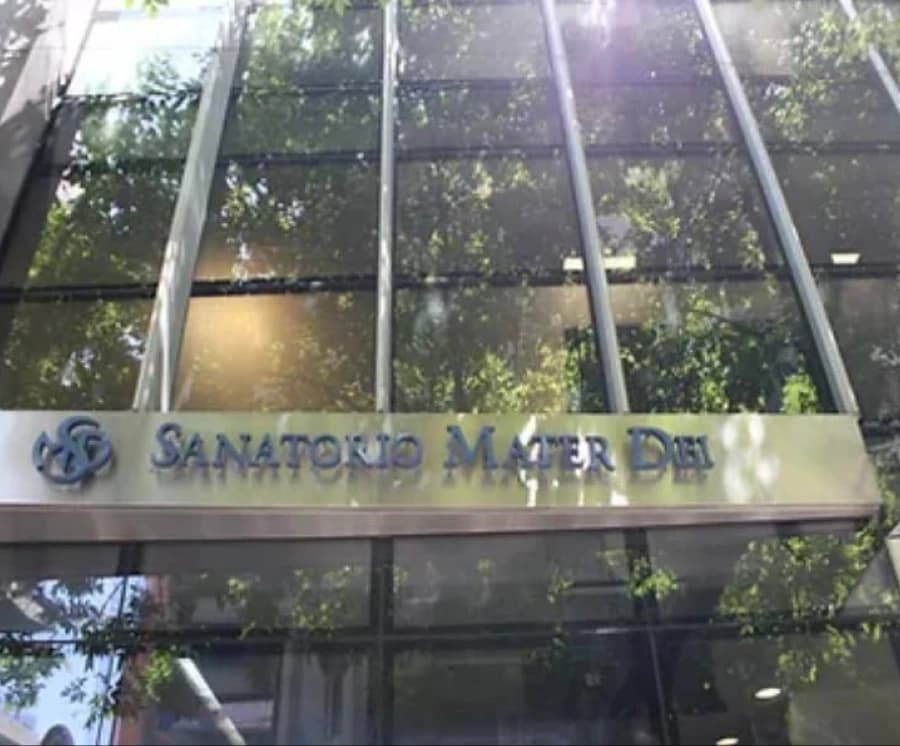 SANATORIO MATER DEI